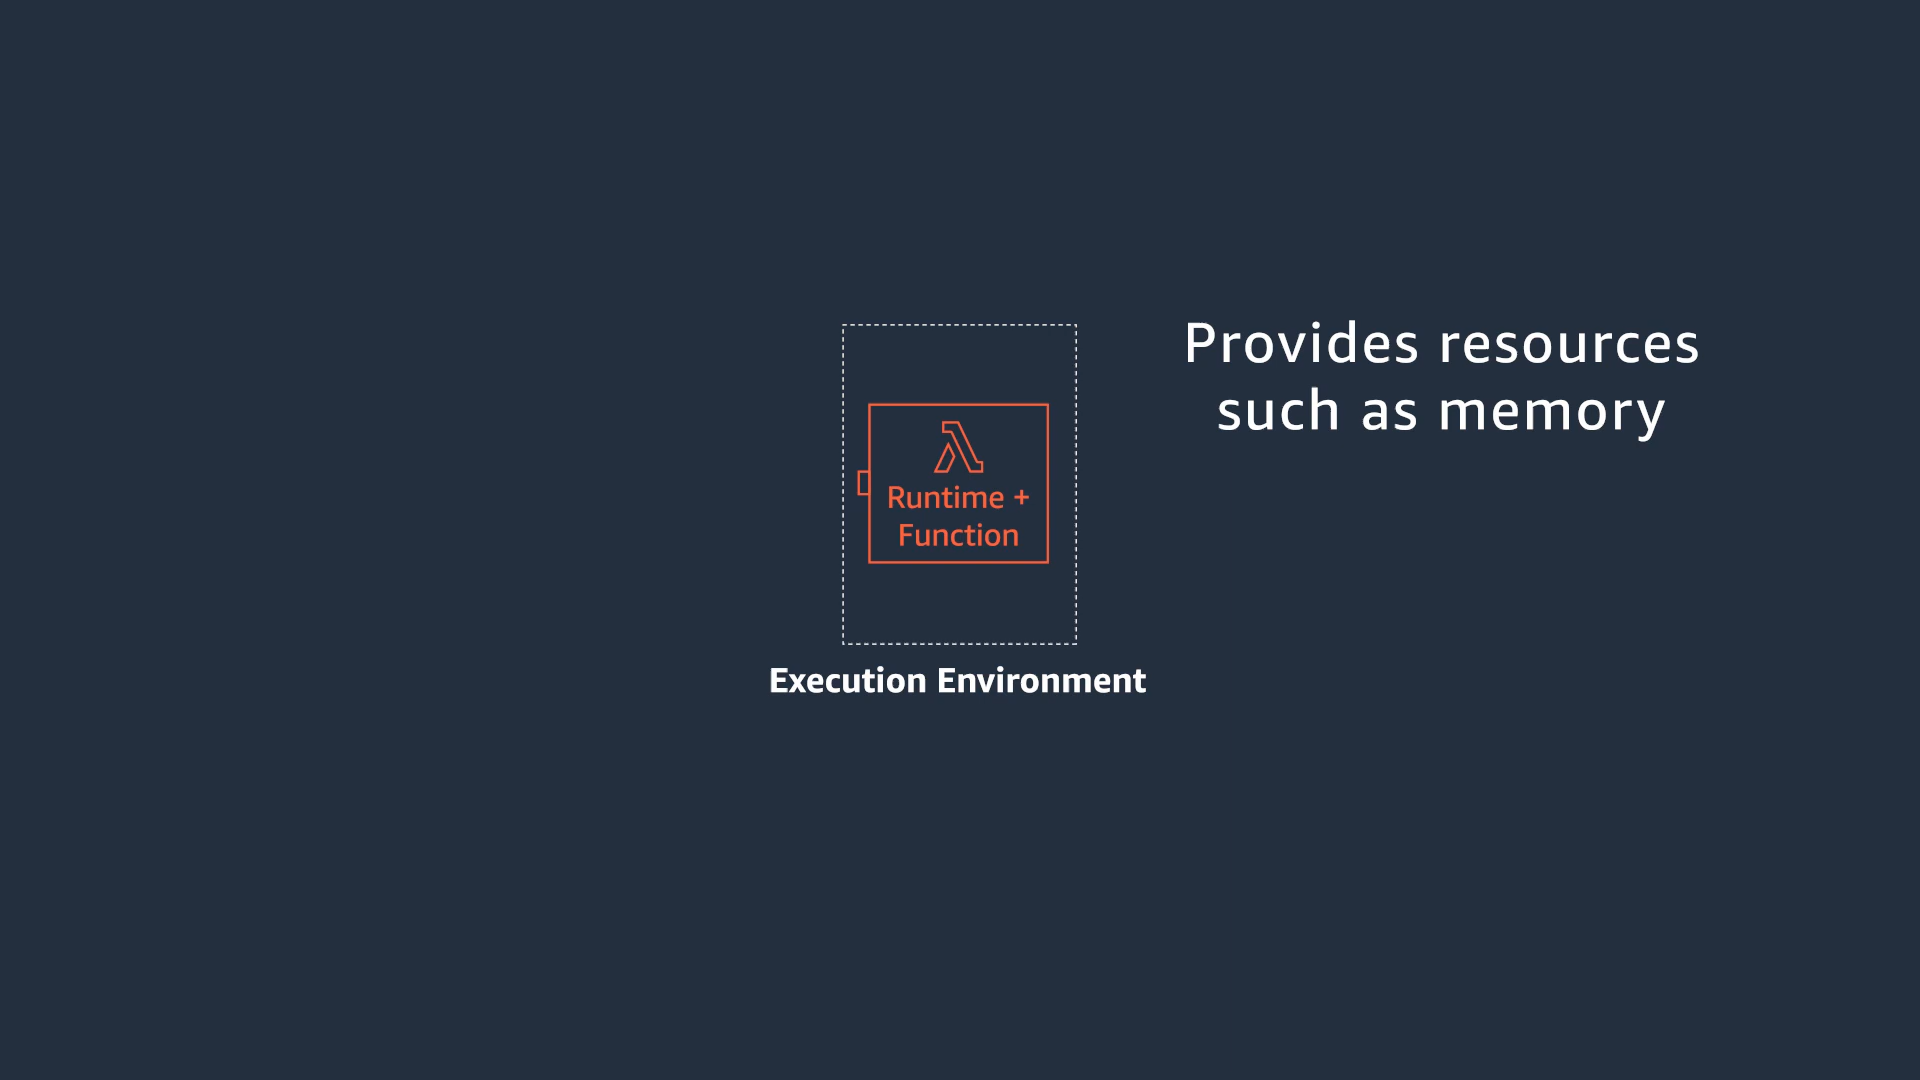 Provides resources
such as memory
Runtime +
Function
Execution Environment